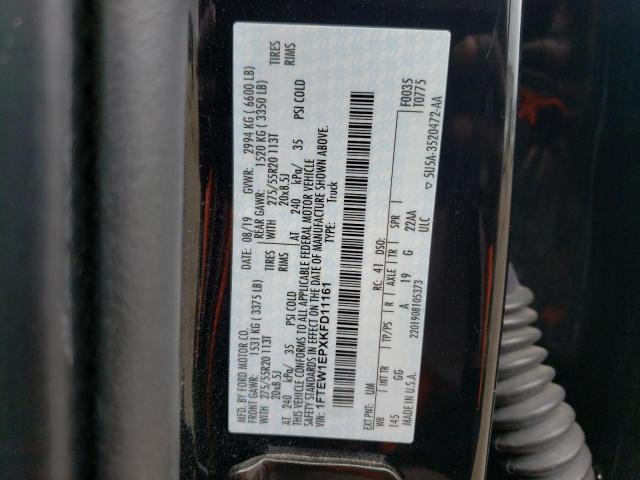 MFD. BY FORD MOTOR CO.
DATE: 08/19 GVWR: 2994 KG ( 6600 LB)
FRONT GAWR: 1531 KG ( 3375 LB) REAR GAWR: 1520 KG ( 3350 LB)
WITH 275/55R20 113T TIRES WITH 275/55R20 113T TIRES
20x8.5J RIMS 20x8.5J RIMS
AT 240 kPa/ 35 PSI COLD AT 240 kPa/ 35 PSI COLD
THIS VEHICLE CONFORMS TO ALL APPLICABLE FEDERAL MOTOR VEHICLE
SAFETY STANDARDS IN EFFECT ON THE DATE OF MANUFACTURE SHOWN ABOVE.
VIN: 1FTEW1EPXKFD11161 TYPE: Truck
F0035
T0775
EXT PNT: UM RC: 41 DSO:
WB INT TR TP/PS R AXLE TR SPR
145 GG A 19 G 22AA
MADE IN U.S.A. 2201908105373 ULC
5U5A-3520472-AA